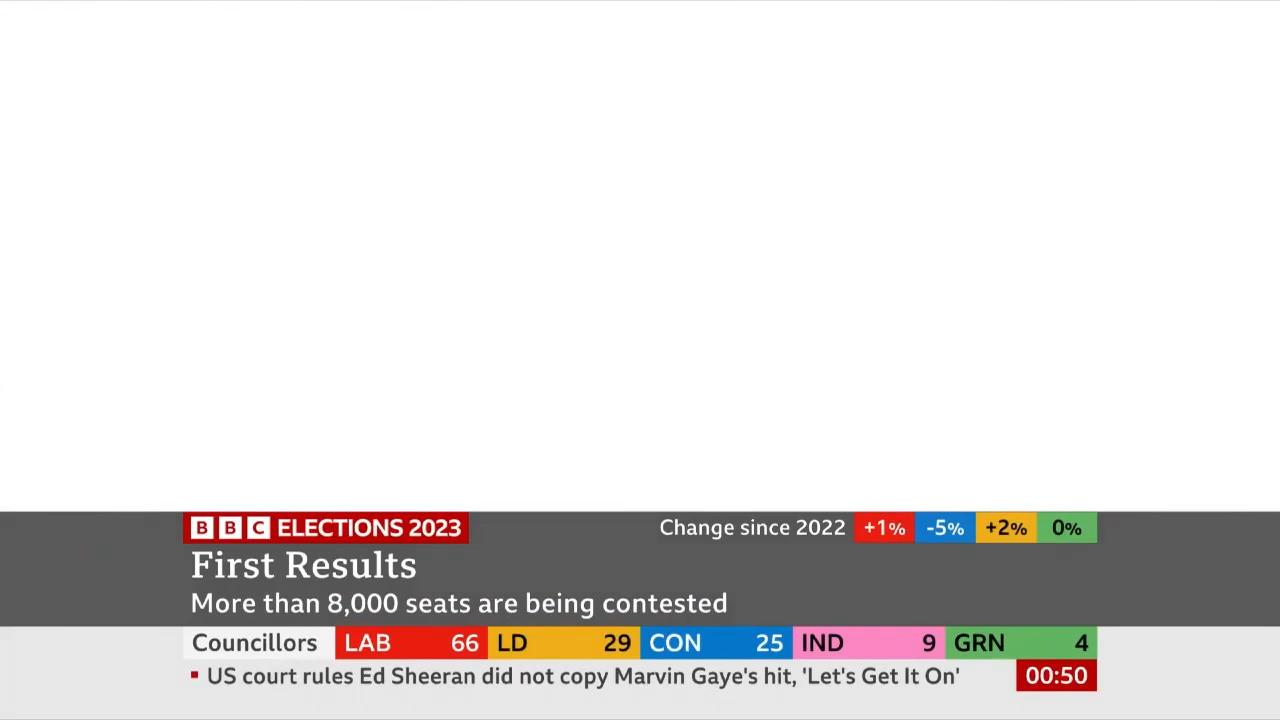 BBC ELECTIONS 2023 Change since 2022 +1% -5% +2% 0%
First Results
More than 8,000 seats are being contested
Councillors LAB 66 LD 29 CON 25 IND 9 GRN 4
US court rules Ed Sheeran did not copy Marvin Gaye's hit, 'Let's Get It On' 00:50